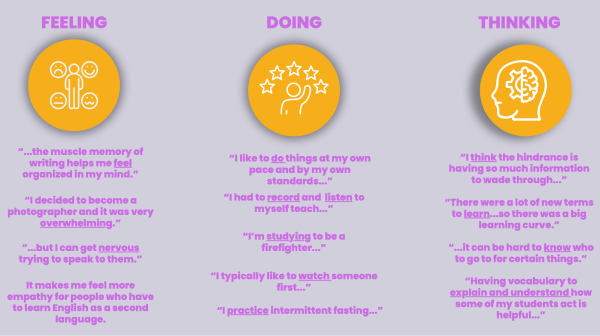 FEELING
"...the muscle memory of
writing helps me feel
organized in my mind."
"I decided to become a
photographer and it was very
overwhelming."
"...but I can get nervous
trying to speak to them."
It makes me feel more
empathy for people who have
to learn English as a second
language.
DOING
"I like to do things at my own
pace and by my own
standards..."
"I had to record and listen to
myself teach..."
"I'm studying to be a
firefighter..."
"I typically like to watch someone
first..."
"I practice intermittent fasting..."
THINKING
"I think the hindrance is
having so much information
to wade through..."
"There were a lot of new terms
to learn...so there was a big
learning curve."
"...it can be hard to know who
to go to for certain things."
"Having vocabulary to
explain and understand how
some of my students act is
helpful..."